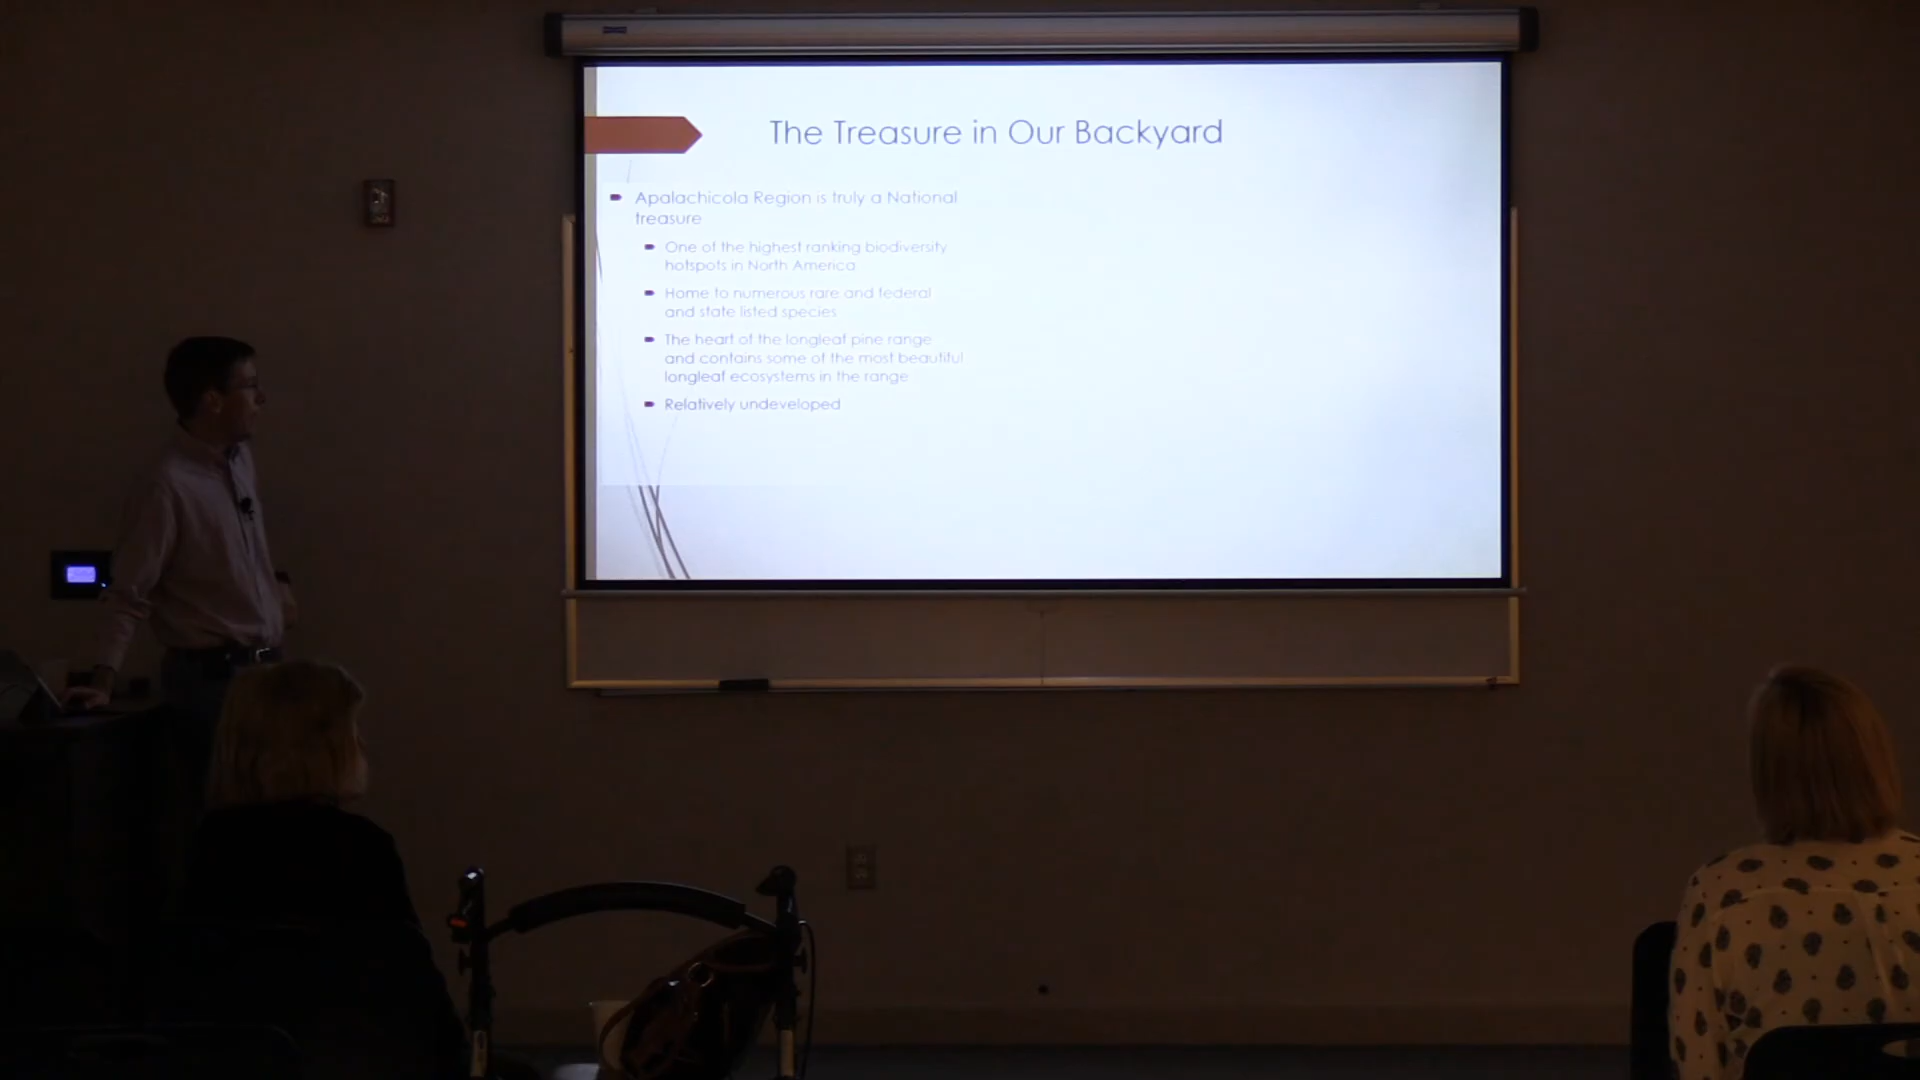 The Treasure in Our Backyard
Apalachicola Region is truly a National
treasure
One of the highest ranking biodiversity
hotspots in North America
Home to numerous rare and federal
and state listed species
The heart of the longleaf pine range
and contains some of the most beautiful
longleaf ecosystems in the range
Relatively undeveloped